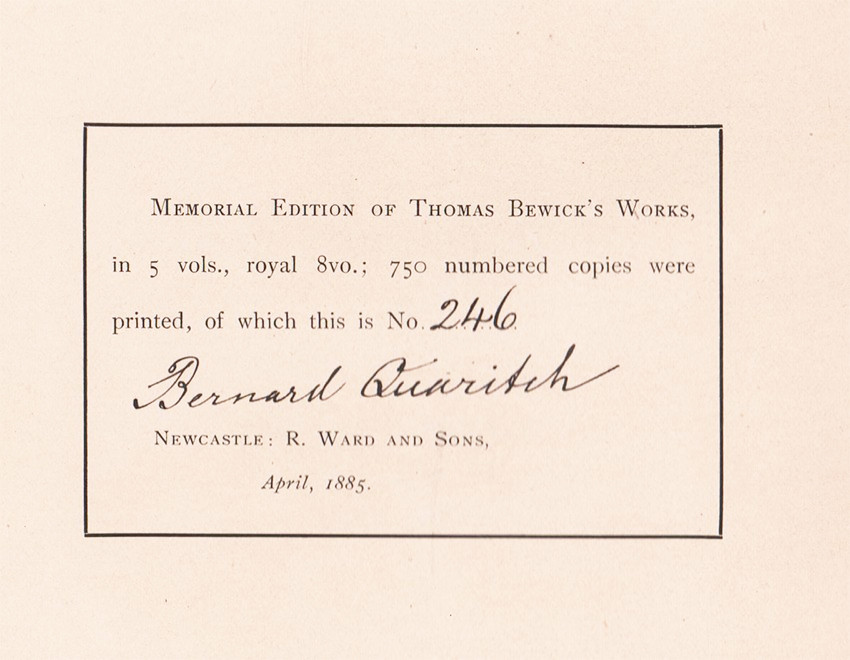 MEMORIAL EDITION OF THOMAS BEWICK'S WORKS,
in 5 vols., royal 8vo.; 750 numbered copies were
printed, of which this is No. 246
Bernard Quaritch
NEWCASTLE: R. WARD AND SONS,
April, 1885.